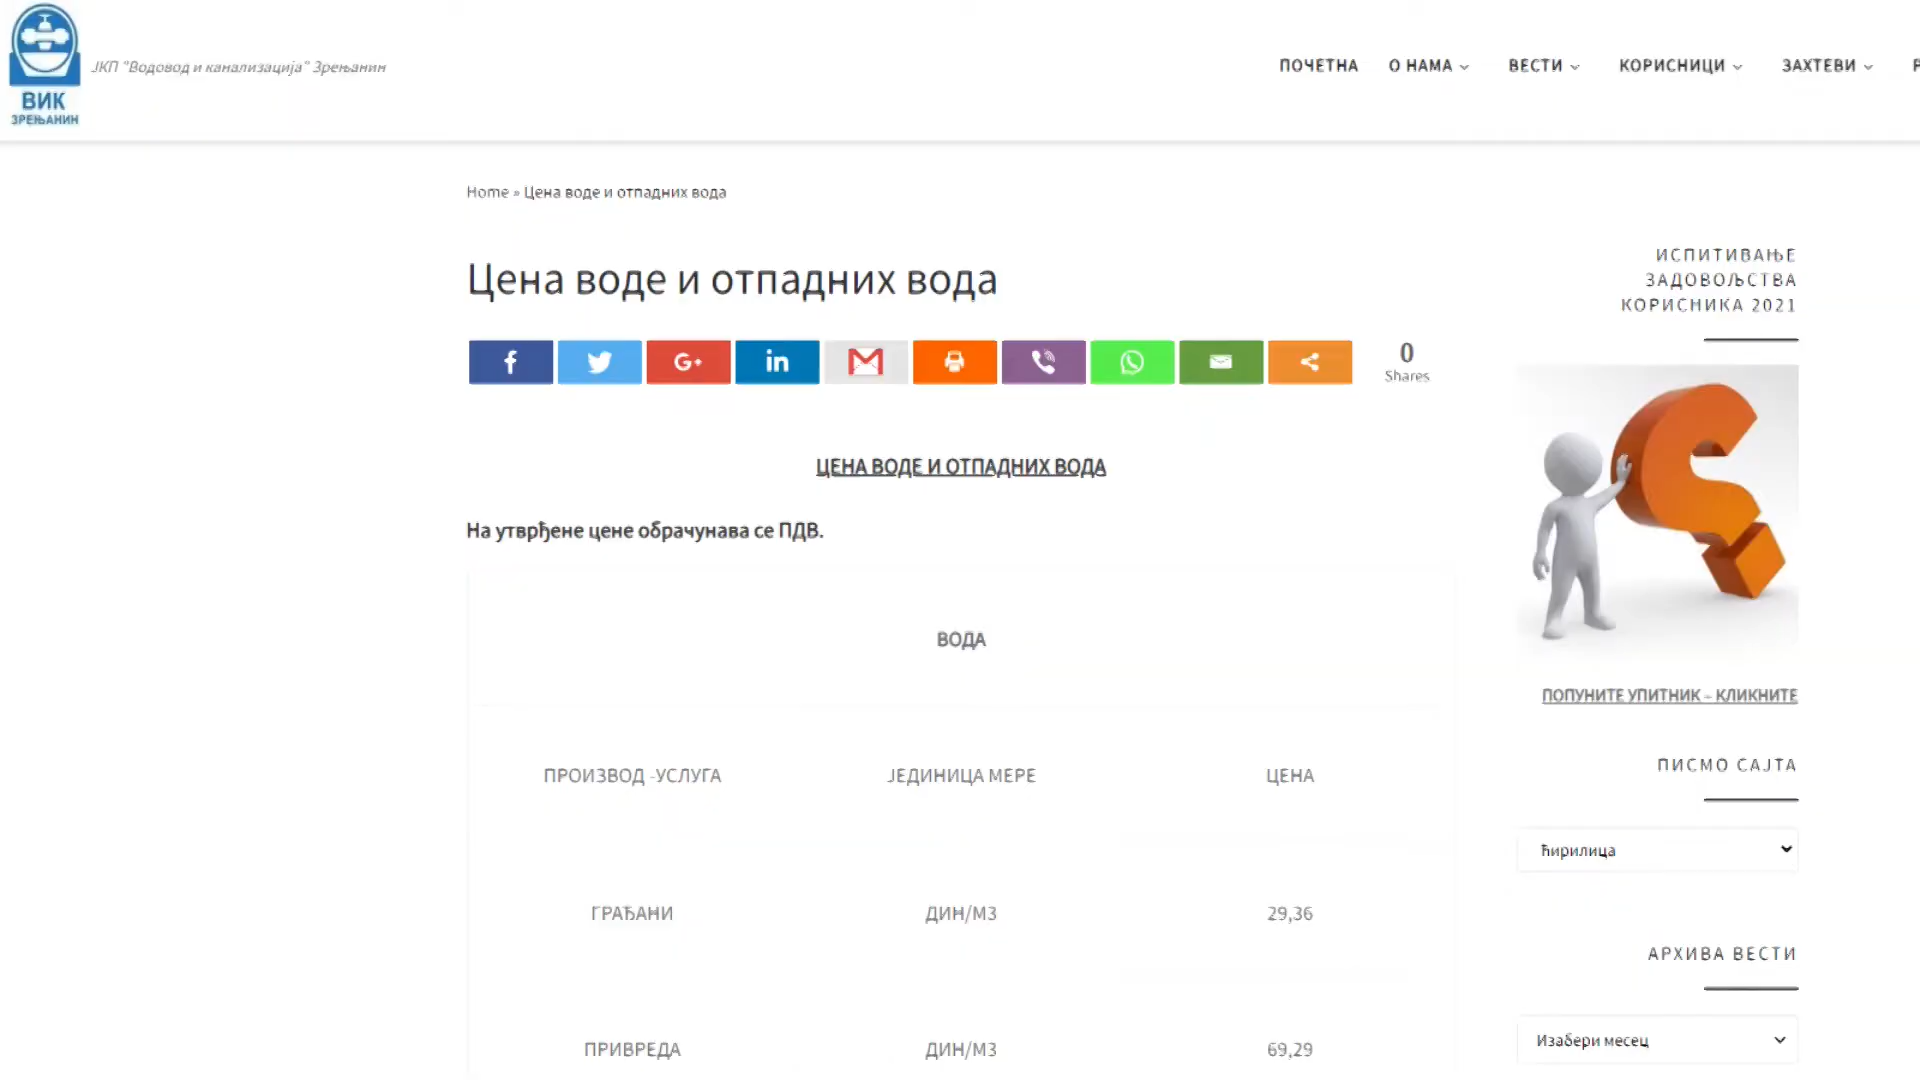 ВИК
ЗРЕЊАНИН
ЈКП "Водовод и канализација" Зрењанин
ПОЧЕТНА О НАМА ВЕСТИ КОРИСНИЦИ ЗАХТЕВИ
Home » Цена воде и отпадних вода
Цена воде и отпадних вода
0
Shares
ЦЕНА ВОДЕ И ОТПАДНИХ ВОДА
На утврђене цене обрачунава се ПДВ.
ВОДА
ПРОИЗВОД -УСЛУГА ЈЕДИНИЦА МЕРЕ ЦЕНА
ГРАЂАНИ ДИН/М3 29,36
ПРИВРЕДА ДИН/М3 69,29
ИСПИТИВАЊЕ
ЗАДОВОЉСТВА
КОРИСНИКА 2021
ПОПУНИТЕ УПИТНИК – КЛИКНИТЕ
ПИСМО САЈТА
Ћирилица
АРХИВА ВЕСТИ
Изабери месец